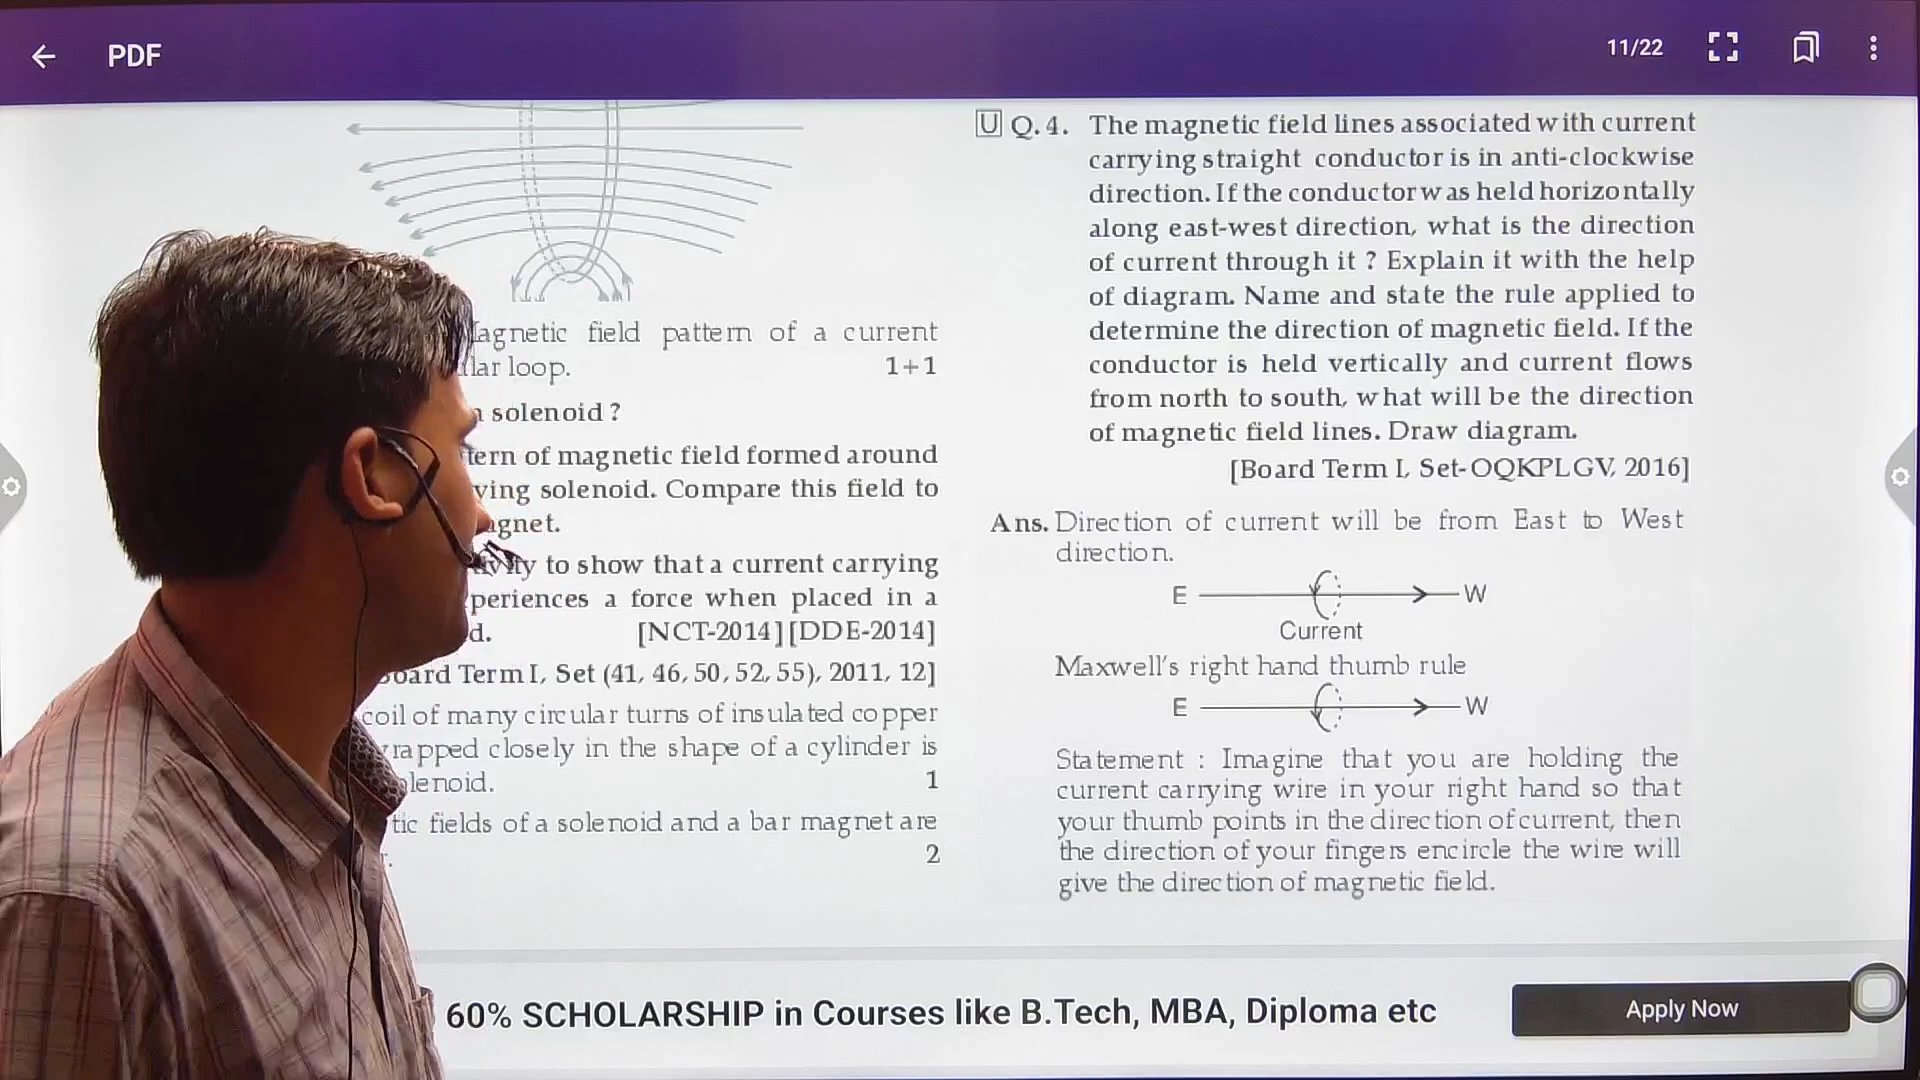 PDF
11/22
agnetic field pattern of a current
lar loop.
1+1
solenoid ?
tern of magnetic field formed around
ving solenoid. Compare this field to
gnet.
ivity to show that a current carrying
periences a force when placed in a
d.
[NCT-2014] [DDE-2014]
oard Term I, Set (41, 46, 50, 52, 55), 2011, 12]
coil of many circular turns of insulated copper
rapped closely in the shape of a cylinder is
lenoid.
1
tic fields of a solenoid and a bar magnet are
2
U Q. 4. The magnetic field lines associated with current
carrying straight conductor is in anti-clockwise
direction. If the conductor was held horizontally
along east-west direction, what is the direction
of current through it ? Explain it with the help
of diagram. Name and state the rule applied to
determine the direction of magnetic field. If the
conductor is held vertically and current flows
from north to south, what will be the direction
of magnetic field lines. Draw diagram.
[Board Term I, Set-OQKPLGV, 2016]
Ans. Direction of current will be from East to West
direction.
E W
Current
Maxwell's right hand thumb rule
E W
Statement : Imagine that you are holding the
current carrying wire in your right hand so that
your thumb points in the direction of current, then
the direction of your fingers encircle the wire will
give the direction of magnetic field.
60% SCHOLARSHIP in Courses like B.Tech, MBA, Diploma etc
Apply Now